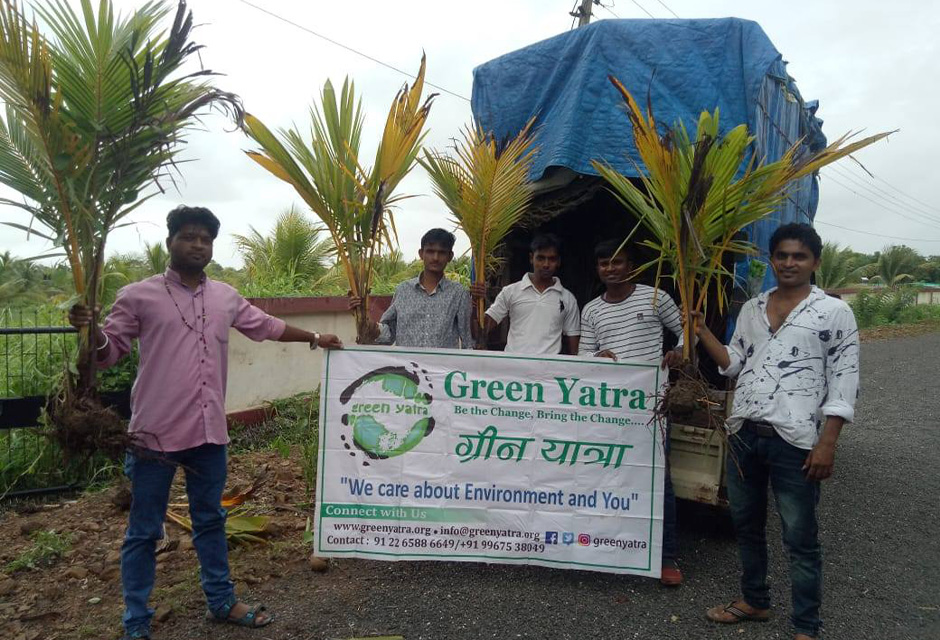 green yatra
Green Yatra
Be the Change, Bring the Change....
ग्रीन यात्रा
"We care about Environment and You"
Connect with Us
www.greenyatra.org • info@greenyatra.org greenyatra
Contact : 91 22 6588 6649/+91 99675 38049